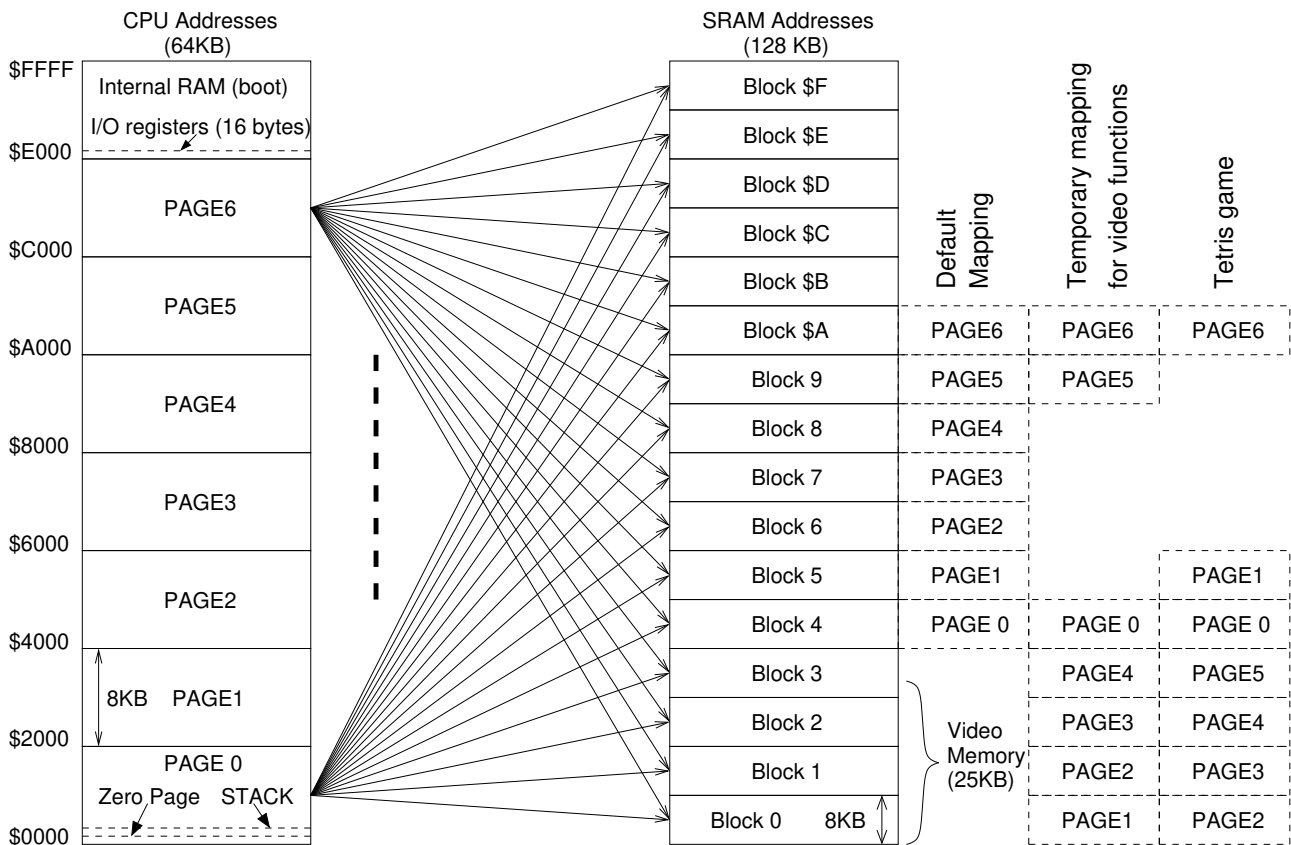 CPU Addresses
(64KB)
$FFFF
Internal RAM (boot)
I/O registers (16 bytes)
$E000
PAGE6
$C000
PAGE5
$A000
PAGE4
$8000
PAGE3
$6000
PAGE2
$4000
8KB PAGE1
$2000
PAGE 0
Zero Page STACK
$0000
SRAM Addresses
(128 KB)
Block $F
Block $E
Block $D
Block $C
Block $B
Block $A
Block 9
Block 8
Block 7
Block 6
Block 5
Block 4
Block 3
Block 2
Block 1
Block 0 8KB
Video
Memory
(25KB)
Default
Mapping
PAGE6
PAGE5
PAGE4
PAGE3
PAGE2
PAGE1
PAGE 0
Temporary mapping
for video functions
PAGE6
PAGE5
PAGE 0
PAGE4
PAGE3
PAGE2
PAGE1
Tetris game
PAGE6
PAGE1
PAGE 0
PAGE5
PAGE4
PAGE3
PAGE2